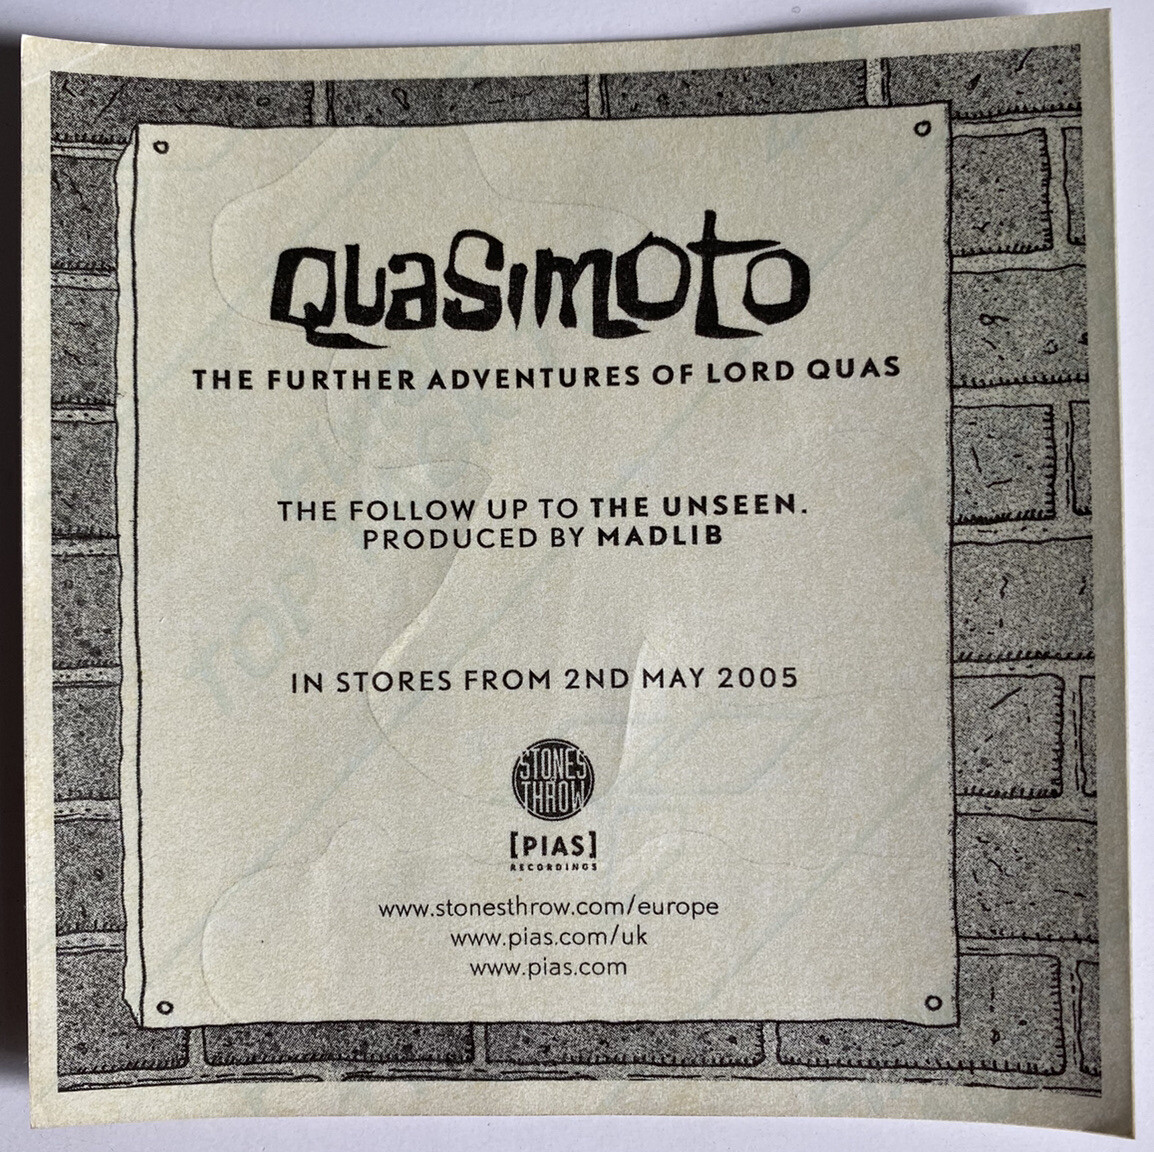 QUASIMOTO
THE FURTHER ADVENTURES OF LORD QUAS
THE FOLLOW UP TO THE UNSEEN.
PRODUCED BY MADLIB
IN STORES FROM 2ND MAY 2005
STONES
THROW
[PIAS]
RECORDINGS
www.stonesthrow.com/europe
www.pias.com/uk
www.pias.com